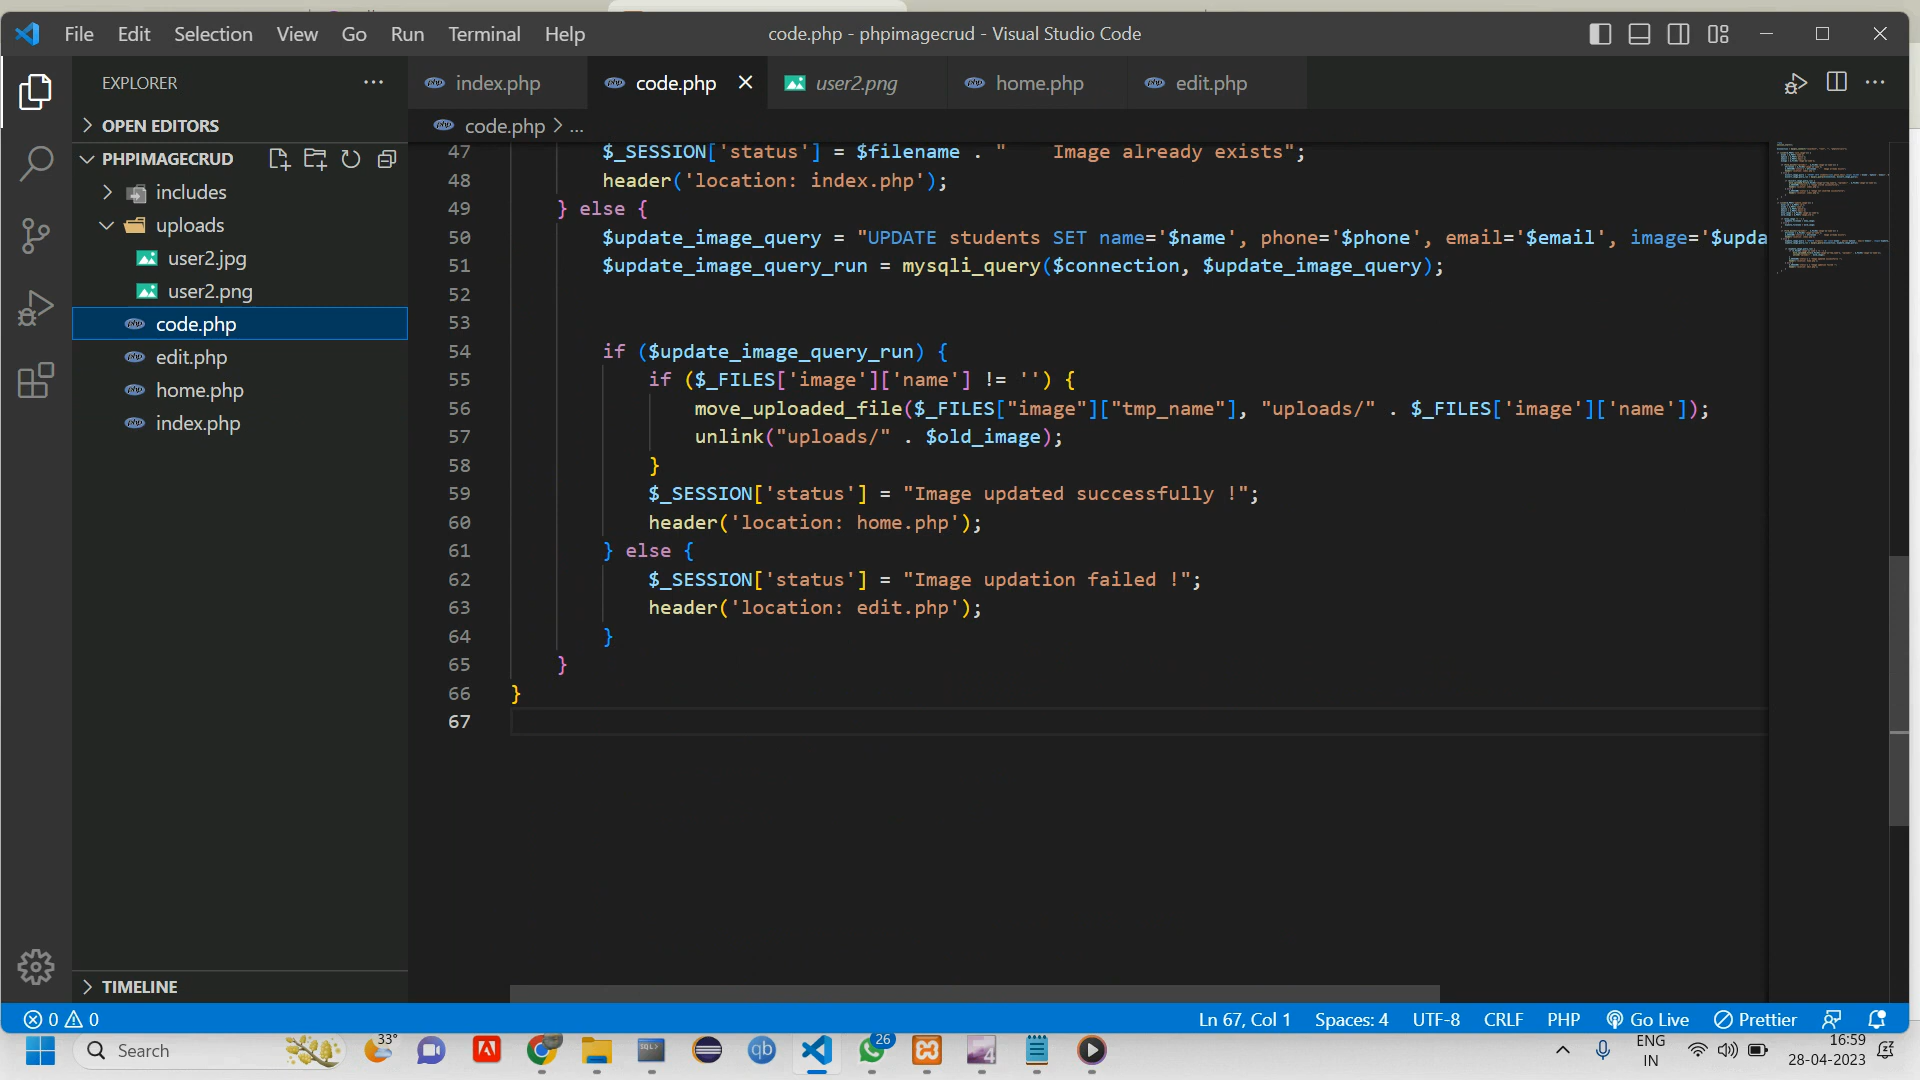 File Edit Selection View Go Run Terminal Help
code.php - phpimagecrud - Visual Studio Code
EXPLORER
OPEN EDITORS
PHPIMAGECRUD
includes
uploads
user2.jpg
user2.png
code.php
edit.php
home.php
index.php
TIMELINE
index.php code.php user2.png home.php edit.php
code.php > ...
47 $_SESSION['status'] = $filename . "    Image already exists";
48 header('location: index.php');
49 } else {
50 $update_image_query = "UPDATE students SET name='$name', phone='$phone', email='$email', image='$upda
51 $update_image_query_run = mysqli_query($connection, $update_image_query);
52
53
54 if ($update_image_query_run) {
55 if ($_FILES['image']['name'] != '') {
56 move_uploaded_file($_FILES["image"]["tmp_name"], "uploads/" . $_FILES['image']['name']);
57 unlink("uploads/" . $old_image);
58 }
59 $_SESSION['status'] = "Image updated successfully !";
60 header('location: home.php');
61 } else {
62 $_SESSION['status'] = "Image updation failed !";
63 header('location: edit.php');
64 }
65 }
66 }
67
0 0 Ln 67, Col 1 Spaces: 4 UTF-8 CRLF PHP Go Live Prettier
Search 33° qb 26 4 ENG IN 16:59
28-04-2023